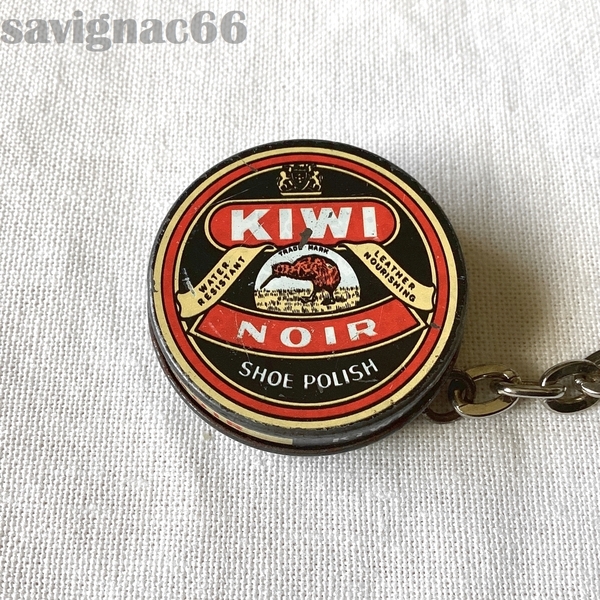 savignac66
KIWI
TRADE MARK
WATER
RESISTANT
LEATHER
NOURISHING
NOIR
SHOE POLISH